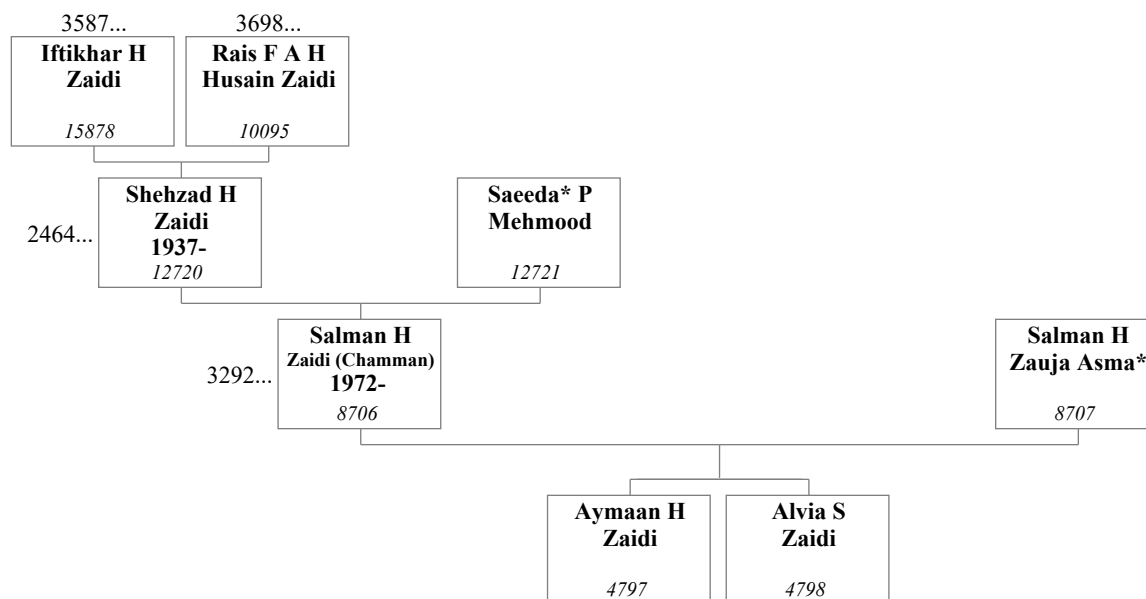 3587...
3698...
Iftikhar H
Zaidi
15878
Rais F A H
Husain Zaidi
10095
2464...
Shehzad H
Zaidi
1937-
12720
Saeeda* P
Mehmood
12721
3292...
Salman H
Zaidi (Chamman)
1972-
8706
Salman H
Zauja Asma*
8707
Aymaan H
Zaidi
4797
Alvia S
Zaidi
4798